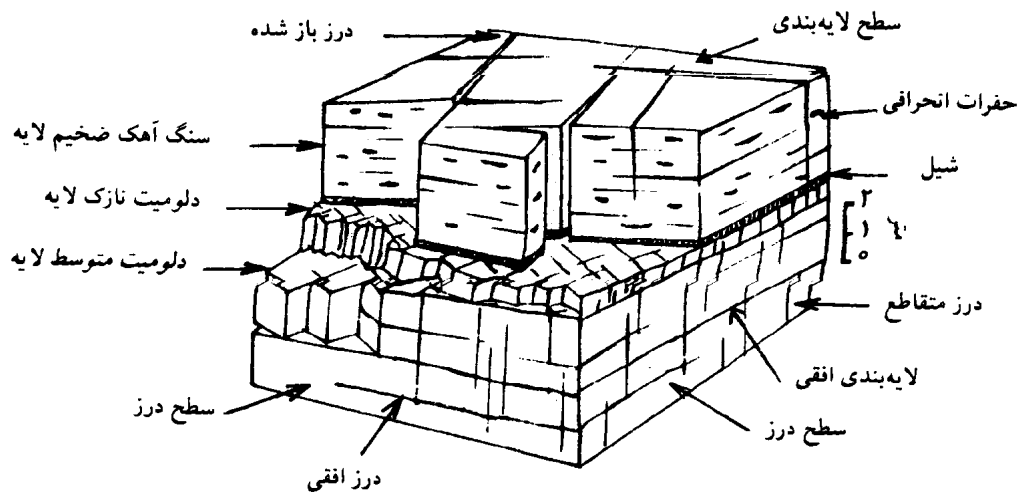 سطح لایه‌بندی
درز باز شده
حفرات انحرافی
سنگ آهک ضخیم لایه
شیل
دلومیت نازک لایه
۲
۱
۰
دلومیت متوسط لایه
درز متقاطع
لایه‌بندی افقی
سطح درز
سطح درز
درز افقی